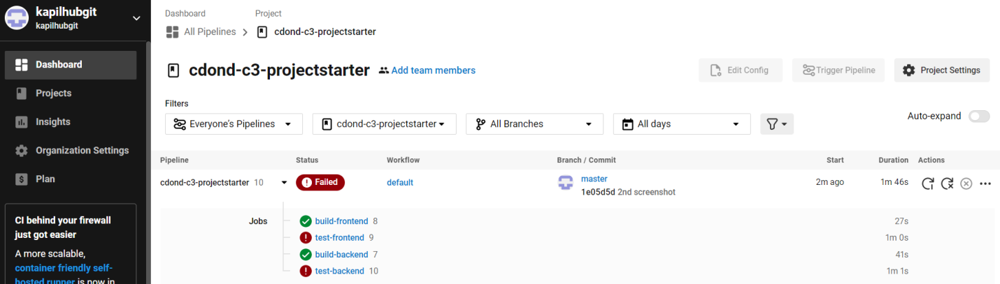 kapilhubgit
kapilhubgit
Dashboard
Projects
Insights
Organization Settings
Plan
CI behind your firewall
just got easier
A more scalable,
container friendly self-
hosted runner is now in
Dashboard Project
All Pipelines cdond-c3-projectstarter
cdond-c3-projectstarter Add team members Edit Config Trigger Pipeline Project Settings
Filters
Everyone's Pipelines cdond-c3-projectstarter All Branches All days Auto-expand
Pipeline Status Workflow Branch / Commit Start Duration Actions
cdond-c3-projectstarter 10 Failed default master 2m ago 1m 46s
1e05d5d 2nd screenshot
Jobs build-frontend 8 27s
test-frontend 9 1m 0s
build-backend 7 41s
test-backend 10 1m 1s